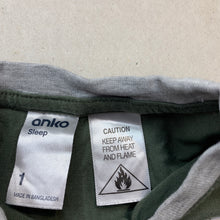 anko
Sleep
1
MADE IN BANGLADESH
CAUTION
KEEP AWAY
FROM HEAT
AND FLAME